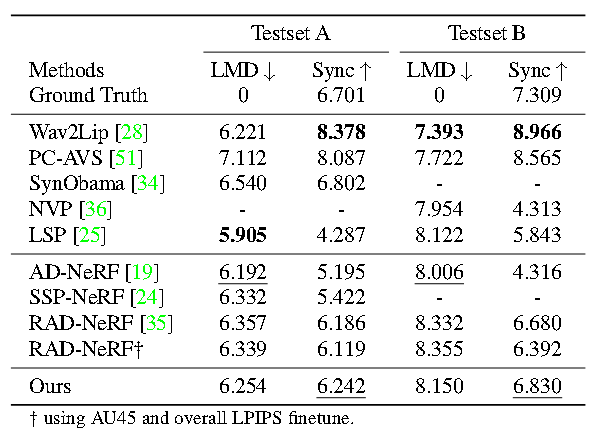 Testset A Testset B
Methods LMD ↓ Sync ↑ LMD ↓ Sync ↑
Ground Truth 0 6.701 0 7.309
Wav2Lip [28] 6.221 8.378 7.393 8.966
PC-AVS [51] 7.112 8.087 7.722 8.565
SynObama [34] 6.540 6.802 - -
NVP [36] - - 7.954 4.313
LSP [25] 5.905 4.287 8.122 5.843
AD-NeRF [19] 6.192 5.195 8.006 4.316
SSP-NeRF [24] 6.332 5.422 - -
RAD-NeRF [35] 6.357 6.186 8.332 6.680
RAD-NeRF† 6.339 6.119 8.355 6.392
Ours 6.254 6.242 8.150 6.830
† using AU45 and overall LPIPS finetune.